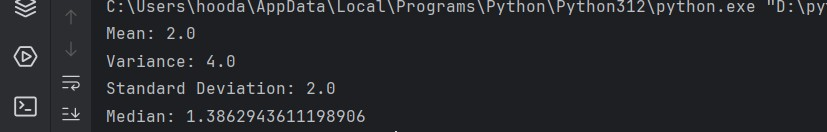 C:\Users\hooda\AppData\Local\Programs\Python\Python312\python.exe "D:\py
Mean: 2.0
Variance: 4.0
Standard Deviation: 2.0
Median: 1.3862943611198906